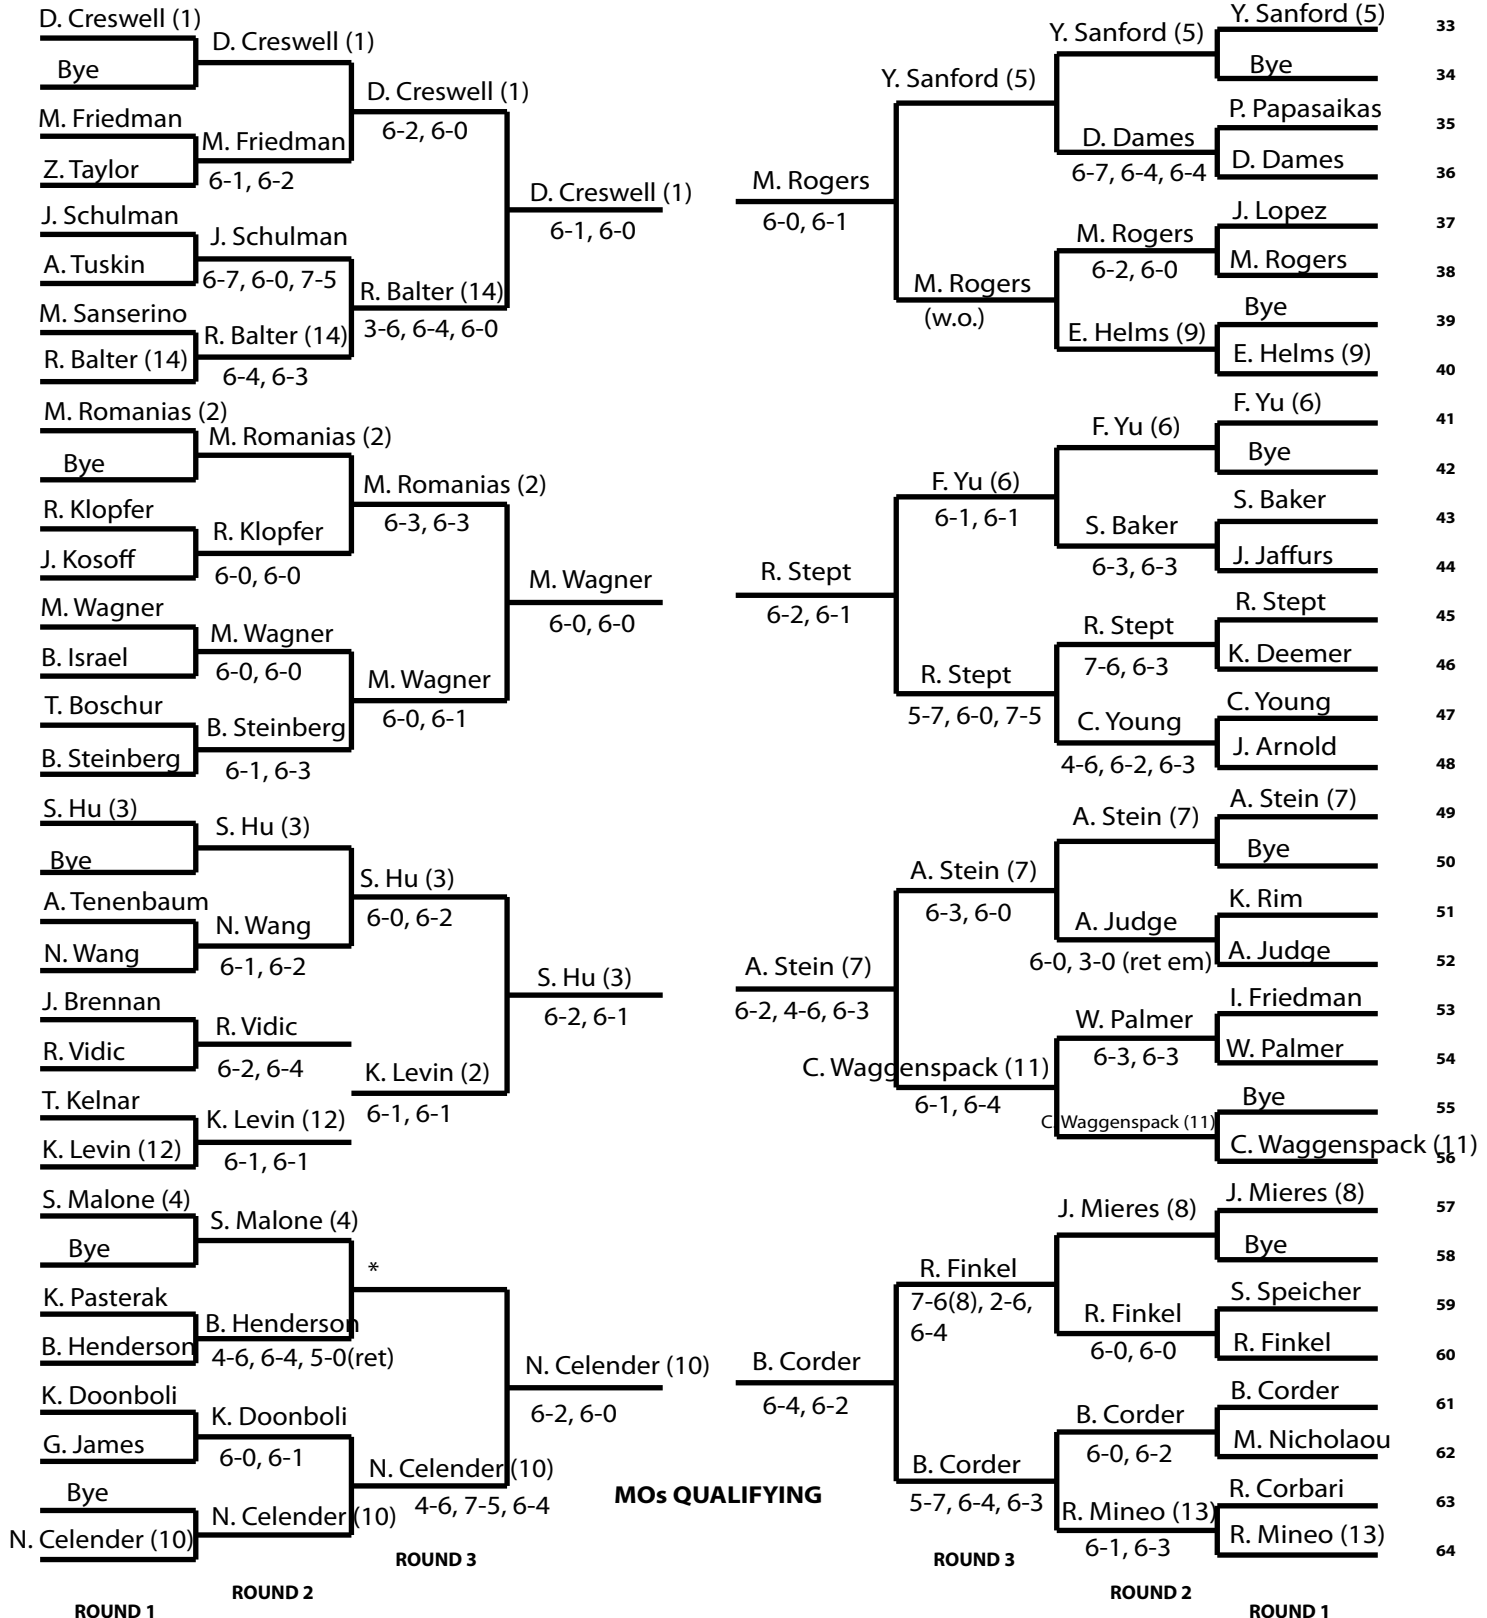 D. Creswell (1)
Bye
M. Friedman
Z. Taylor
J. Schulman
A. Tuskin
M. Sanserino
R. Balter (14)
M. Romanias (2)
Bye
R. Klopfer
J. Kosoff
M. Wagner
B. Israel
T. Boschur
B. Steinberg
S. Hu (3)
Bye
A. Tenenbaum
N. Wang
J. Brennan
R. Vidic
T. Kelnar
K. Levin (12)
S. Malone (4)
Bye
K. Pasterak
B. Henderson
K. Doonboli
G. James
Bye
N. Celender (10)
ROUND 1
D. Creswell (1)
M. Friedman
6-1, 6-2
J. Schulman
6-7, 6-0, 7-5
R. Balter (14)
6-4, 6-3
M. Romanias (2)
R. Klopfer
6-0, 6-0
M. Wagner
6-0, 6-0
B. Steinberg
6-1, 6-3
S. Hu (3)
N. Wang
6-1, 6-2
R. Vidic
6-2, 6-4
K. Levin (12)
6-1, 6-1
S. Malone (4)
B. Henderson
4-6, 6-4, 5-0(ret)
K. Doonboli
6-0, 6-1
N. Celender (10)
ROUND 2
D. Creswell (1)
6-2, 6-0
R. Balter (14)
3-6, 6-4, 6-0
M. Romanias (2)
6-3, 6-3
M. Wagner
6-0, 6-1
S. Hu (3)
6-0, 6-2
K. Levin (2)
6-1, 6-1
*
N. Celender (10)
4-6, 7-5, 6-4
ROUND 3
D. Creswell (1)
6-1, 6-0
M. Wagner
6-0, 6-0
S. Hu (3)
6-2, 6-1
N. Celender (10)
6-2, 6-0
MOs QUALIFYING
M. Rogers
6-0, 6-1
R. Stept
6-2, 6-1
A. Stein (7)
6-2, 4-6, 6-3
B. Corder
6-4, 6-2
Y. Sanford (5)
M. Rogers
(w.o.)
F. Yu (6)
6-1, 6-1
R. Stept
5-7, 6-0, 7-5
A. Stein (7)
6-3, 6-0
C. Waggenspack (11)
6-1, 6-4
R. Finkel
7-6(8), 2-6,
6-4
B. Corder
5-7, 6-4, 6-3
ROUND 3
Y. Sanford (5)
D. Dames
6-7, 6-4, 6-4
M. Rogers
6-2, 6-0
E. Helms (9)
F. Yu (6)
S. Baker
6-3, 6-3
R. Stept
7-6, 6-3
C. Young
4-6, 6-2, 6-3
A. Stein (7)
A. Judge
6-0, 3-0 (ret em)
W. Palmer
6-3, 6-3
C. Waggenspack (11)
J. Mieres (8)
R. Finkel
6-0, 6-0
B. Corder
6-0, 6-2
R. Mineo (13)
6-1, 6-3
ROUND 2
Y. Sanford (5) 33
Bye 34
P. Papasaikas 35
D. Dames 36
J. Lopez 37
M. Rogers 38
Bye 39
E. Helms (9) 40
F. Yu (6) 41
Bye 42
S. Baker 43
J. Jaffurs 44
R. Stept 45
K. Deemer 46
C. Young 47
J. Arnold 48
A. Stein (7) 49
Bye 50
K. Rim 51
A. Judge 52
I. Friedman 53
W. Palmer 54
Bye 55
C. Waggenspack (11) 56
J. Mieres (8) 57
Bye 58
S. Speicher 59
R. Finkel 60
B. Corder 61
M. Nicholaou 62
R. Corbari 63
R. Mineo (13) 64
ROUND 1